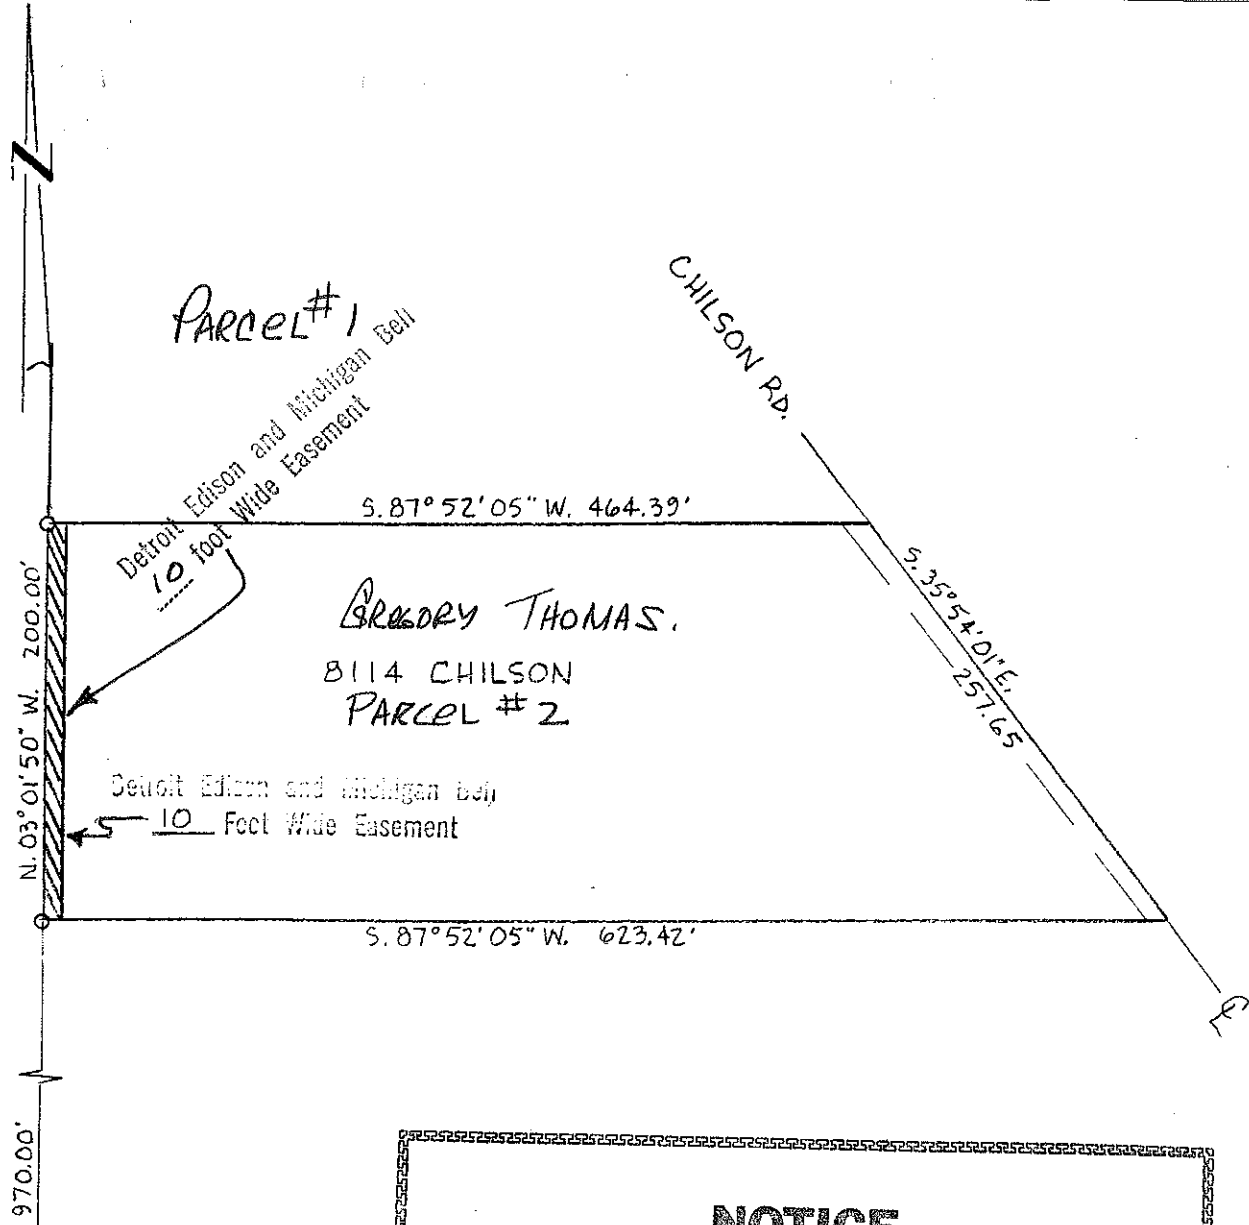 N
PARCEL #1
CHILSON RD.
Detroit Edison and Michigan Bell
10 foot Wide Easement
S. 87° 52' 05" W. 464.39'
N. 03° 01' 50" W. 200.00'
S. 35° 54' 01" E.
257.65
GREGORY THOMAS.
8114 CHILSON
PARCEL #2
Detroit Edison and Michigan Bell
10 Foot Wide Easement
S. 87° 52' 05" W. 623.42'
℄
970.00'
NOTICE